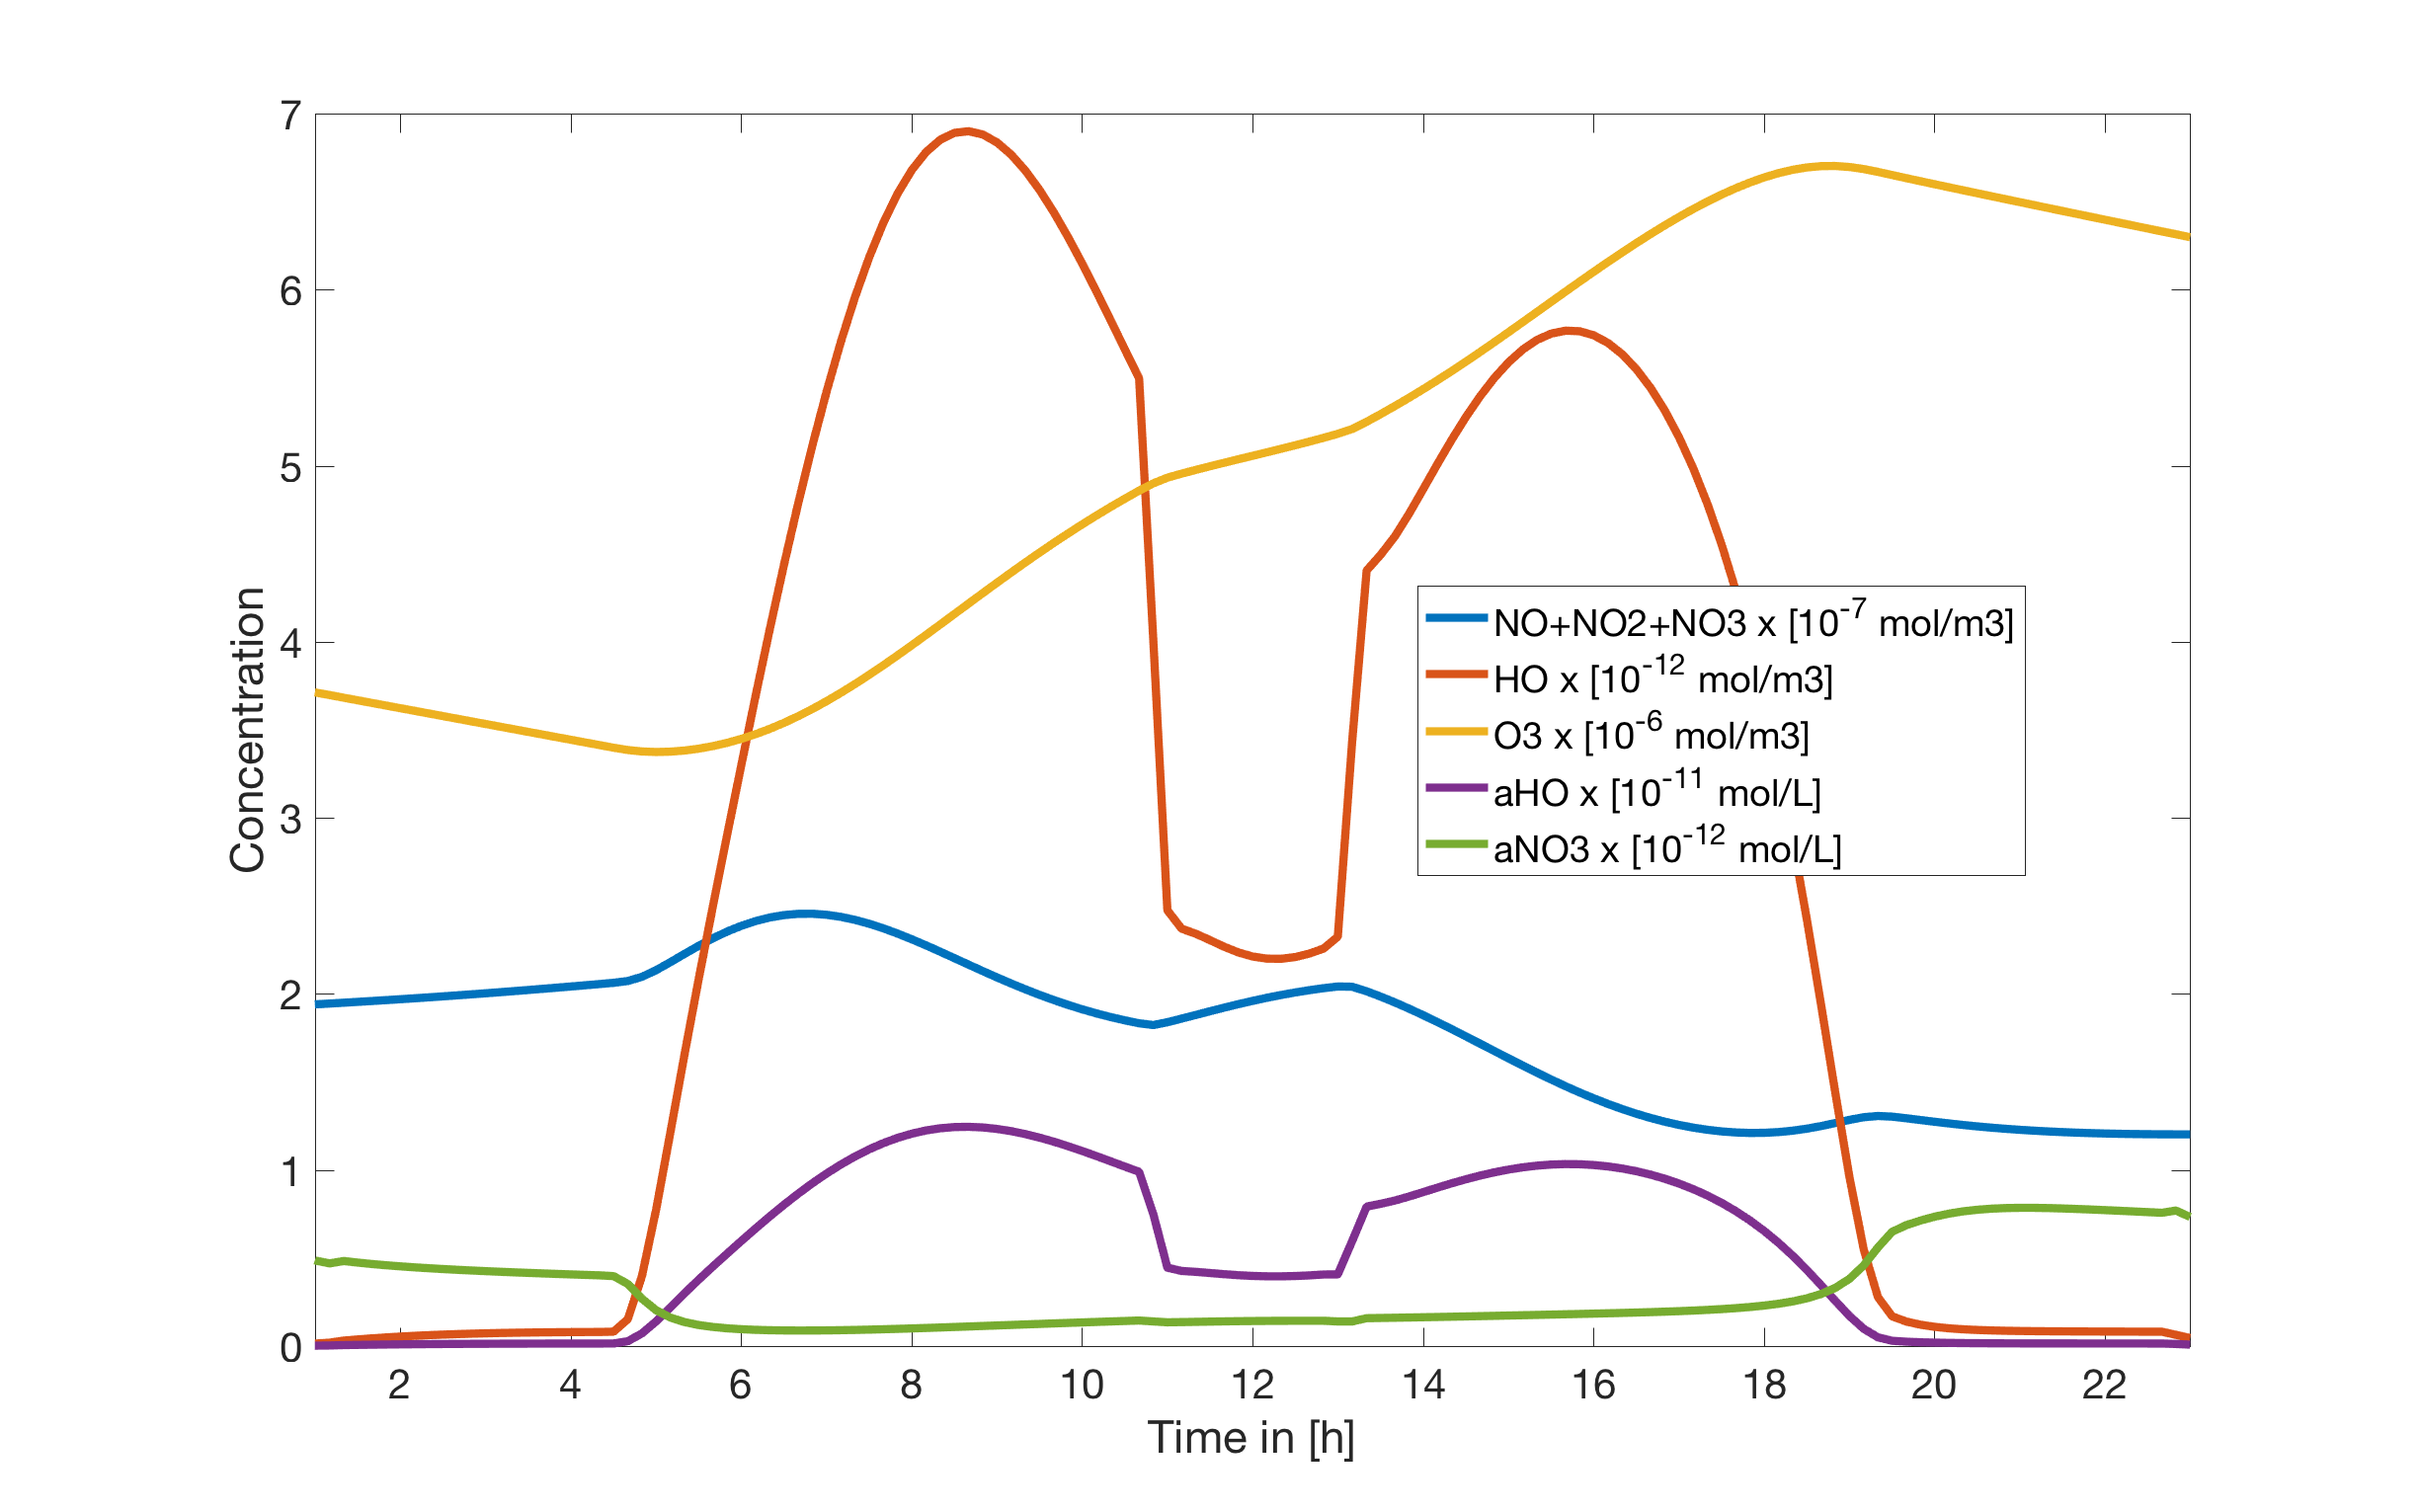 7
6
5
4
3
2
1
0
Concentration
NO+NO2+NO3 x [10^-7 mol/m3]
HO x [10^-12 mol/m3]
O3 x [10^-6 mol/m3]
aHO x [10^-11 mol/L]
aNO3 x [10^-12 mol/L]
2 4 6 8 10 12 14 16 18 20 22
Time in [h]